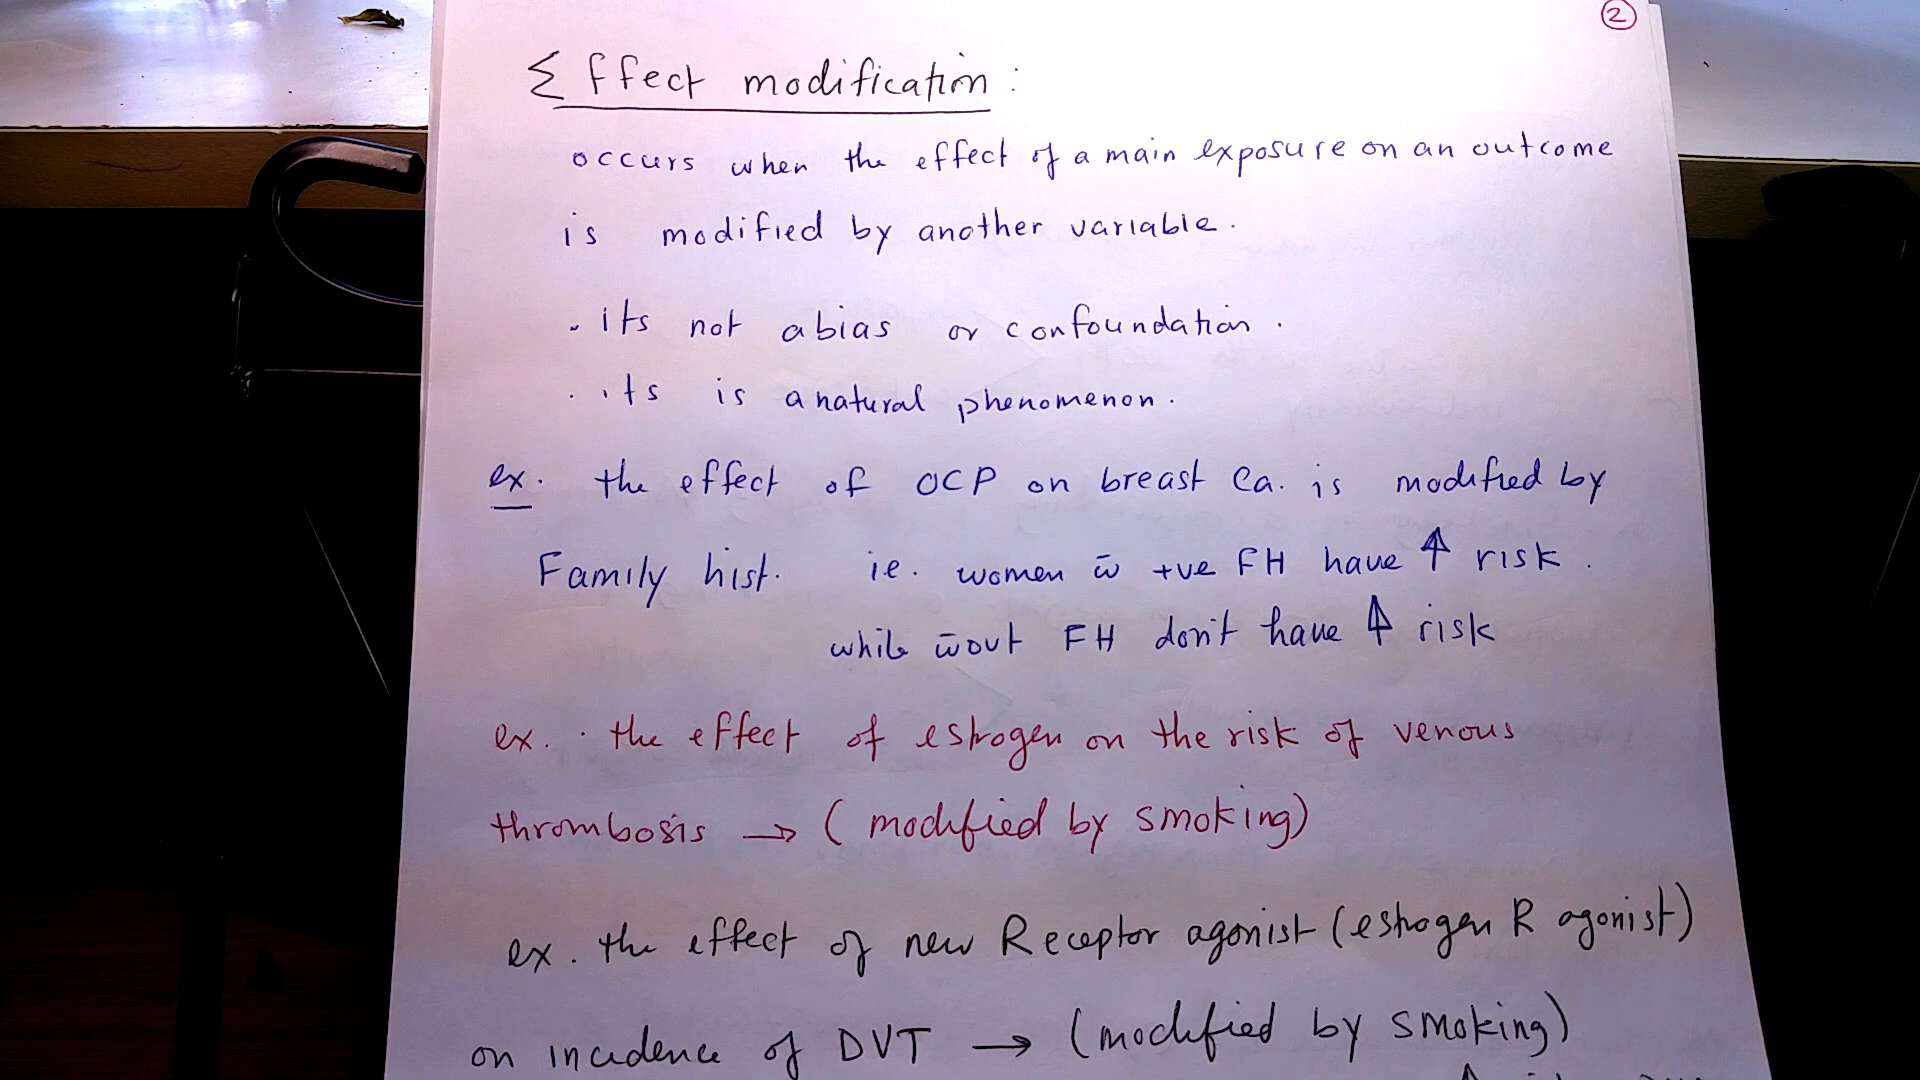 ②
Effect modification :
occurs when the effect of a main exposure on an outcome
is modified by another variable.
. its not a bias or confoundation .
. its is a natural phenomenon .
ex. the effect of OCP on breast Ca. is modified by
Family hist. ie. women w̄ +ve FH have ↑ risk .
while w̄out FH don't have ↑ risk
ex. . the effect of estrogen on the risk of venous
thrombosis → ( modified by smoking)
ex . the effect of new Receptor agonist (estrogen R agonist)
on incidence of DVT → (modified by smoking)